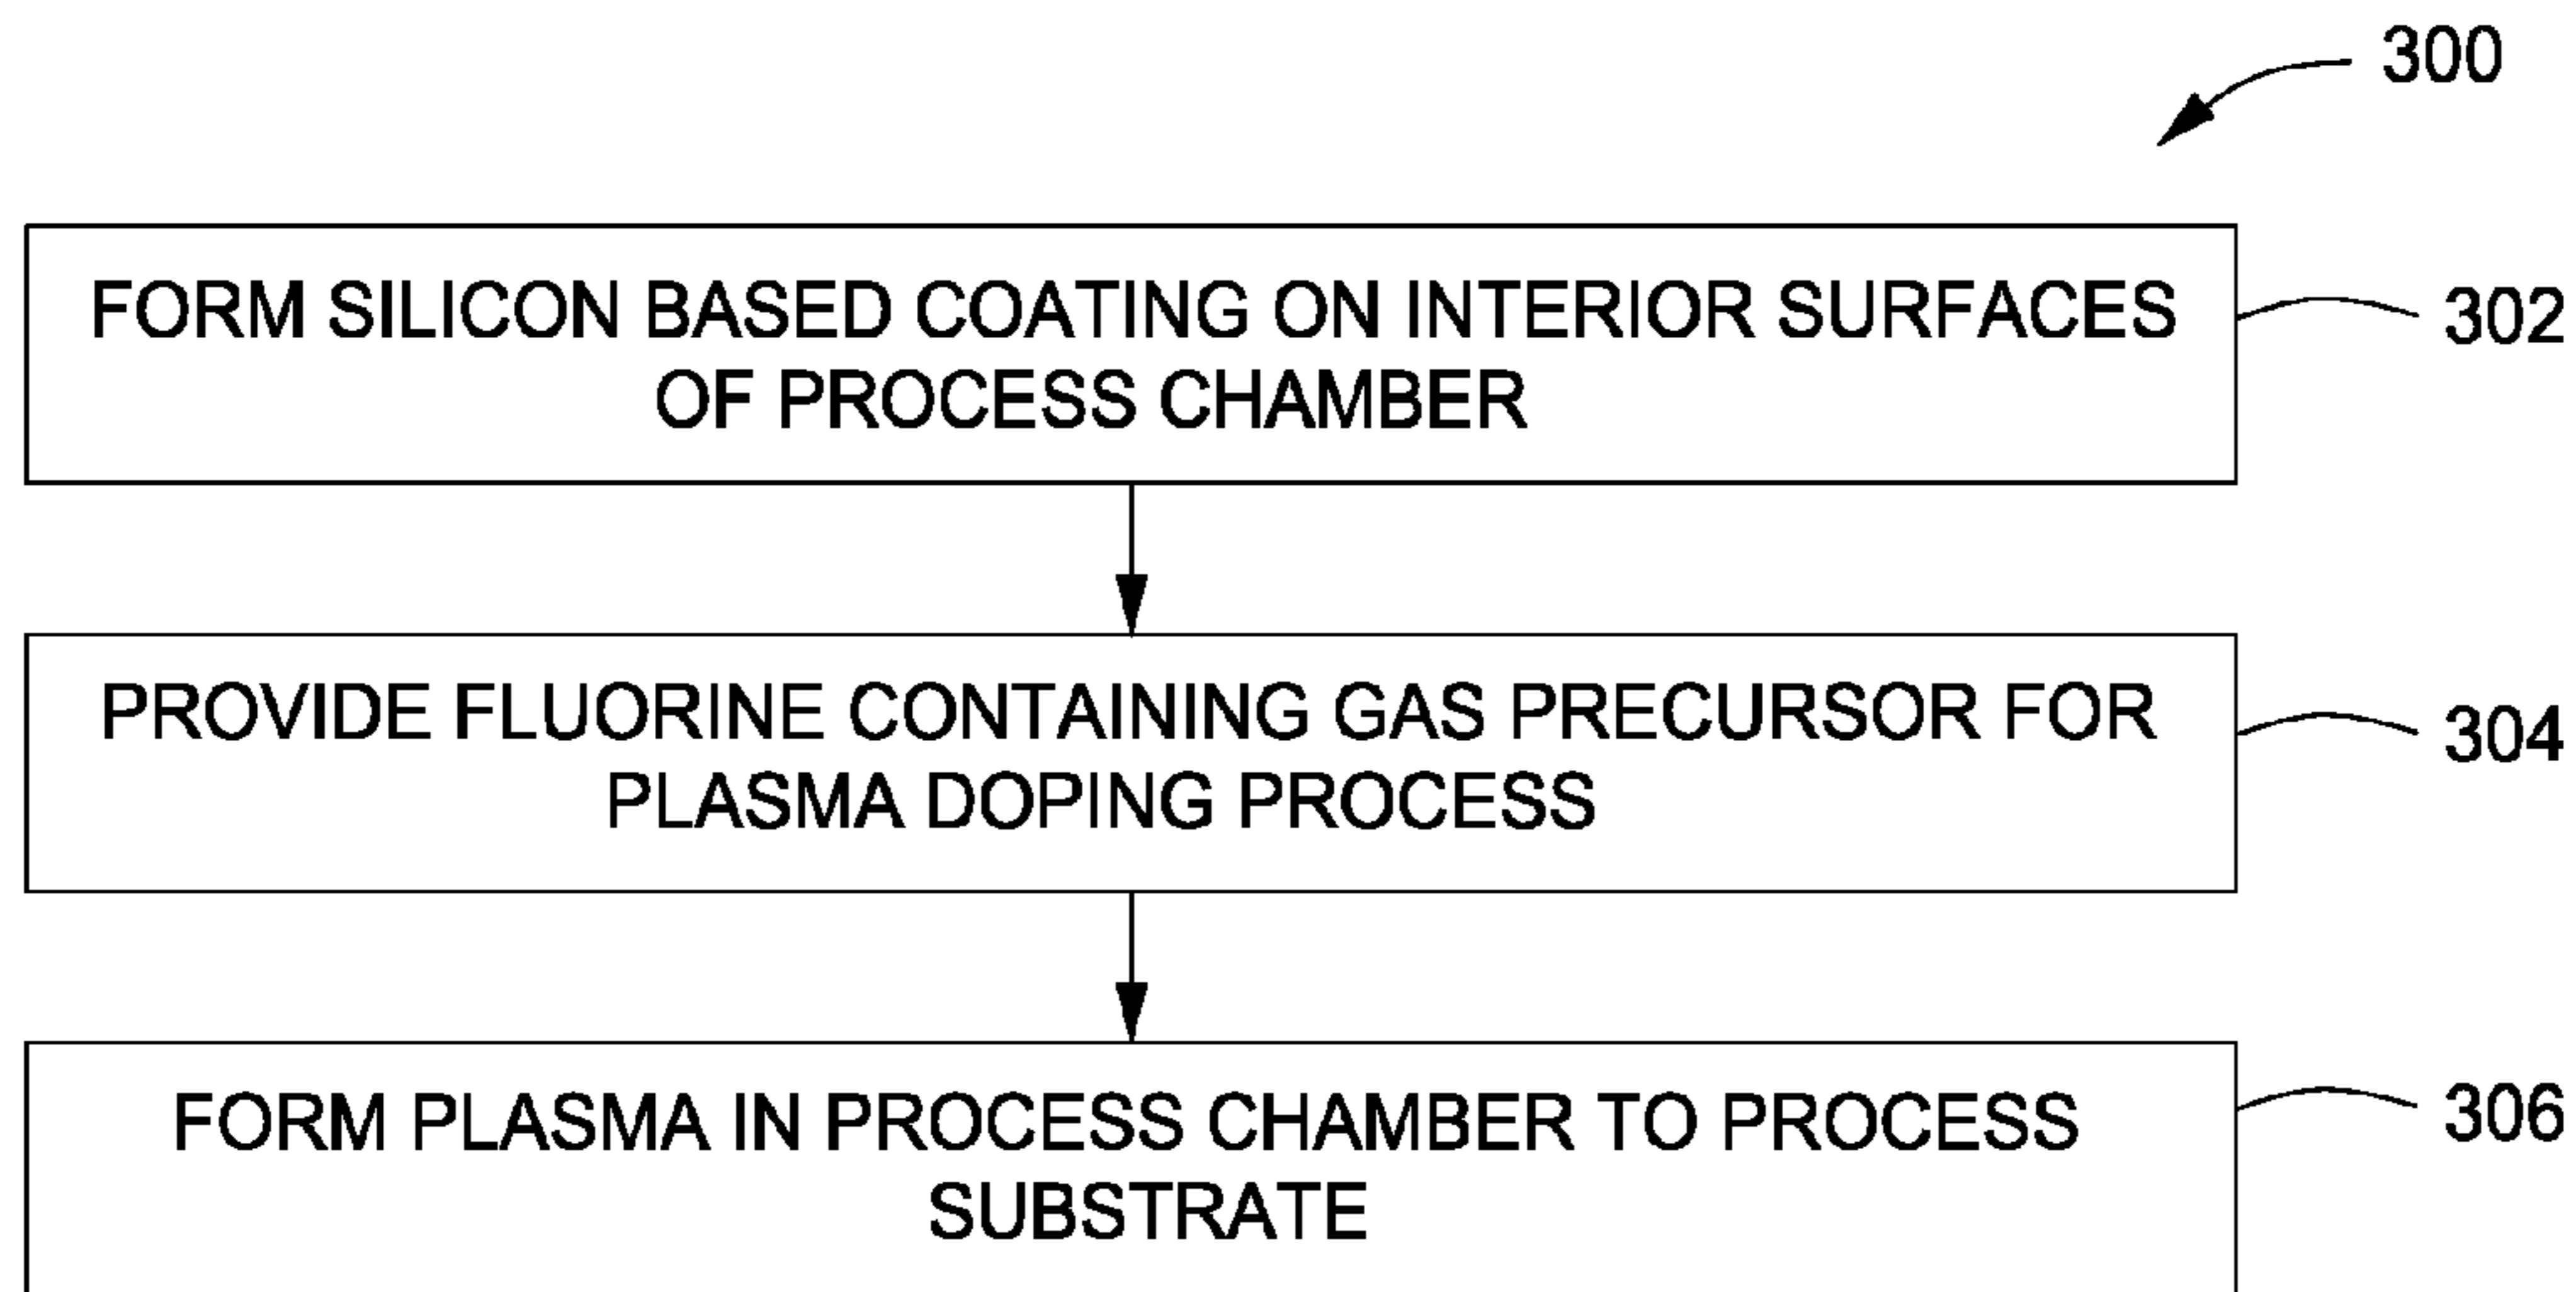 300
FORM SILICON BASED COATING ON INTERIOR SURFACES
OF PROCESS CHAMBER
302
PROVIDE FLUORINE CONTAINING GAS PRECURSOR FOR
PLASMA DOPING PROCESS
304
FORM PLASMA IN PROCESS CHAMBER TO PROCESS
SUBSTRATE
306